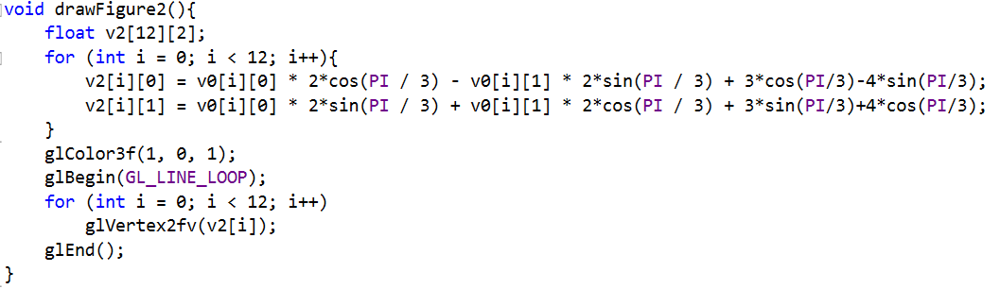 void drawFigure2(){
    float v2[12][2];
    for (int i = 0; i < 12; i++){
        v2[i][0] = v0[i][0] * 2*cos(PI / 3) - v0[i][1] * 2*sin(PI / 3) + 3*cos(PI/3)-4*sin(PI/3);
        v2[i][1] = v0[i][0] * 2*sin(PI / 3) + v0[i][1] * 2*cos(PI / 3) + 3*sin(PI/3)+4*cos(PI/3);
    }
    glColor3f(1, 0, 1);
    glBegin(GL_LINE_LOOP);
    for (int i = 0; i < 12; i++)
        glVertex2fv(v2[i]);
    glEnd();
}